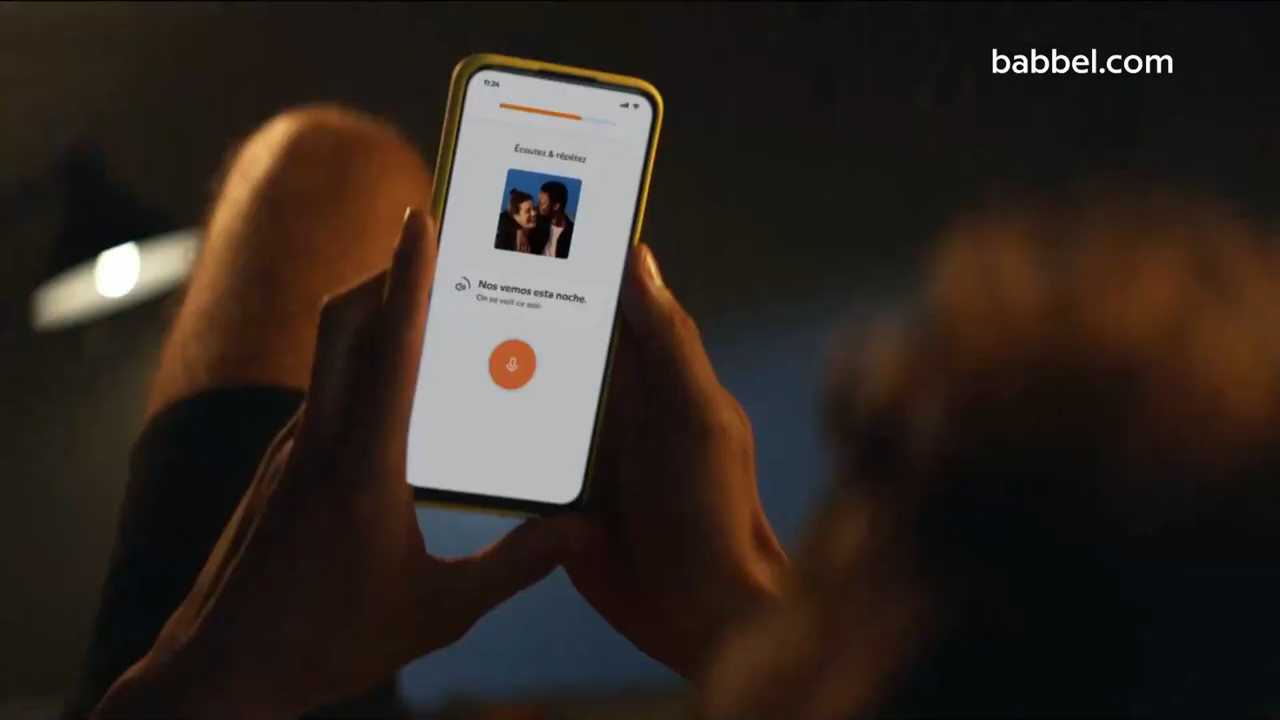 babbel.com
Écoutez & répétez
Nos vemos esta noche.
On se voit ce soir.